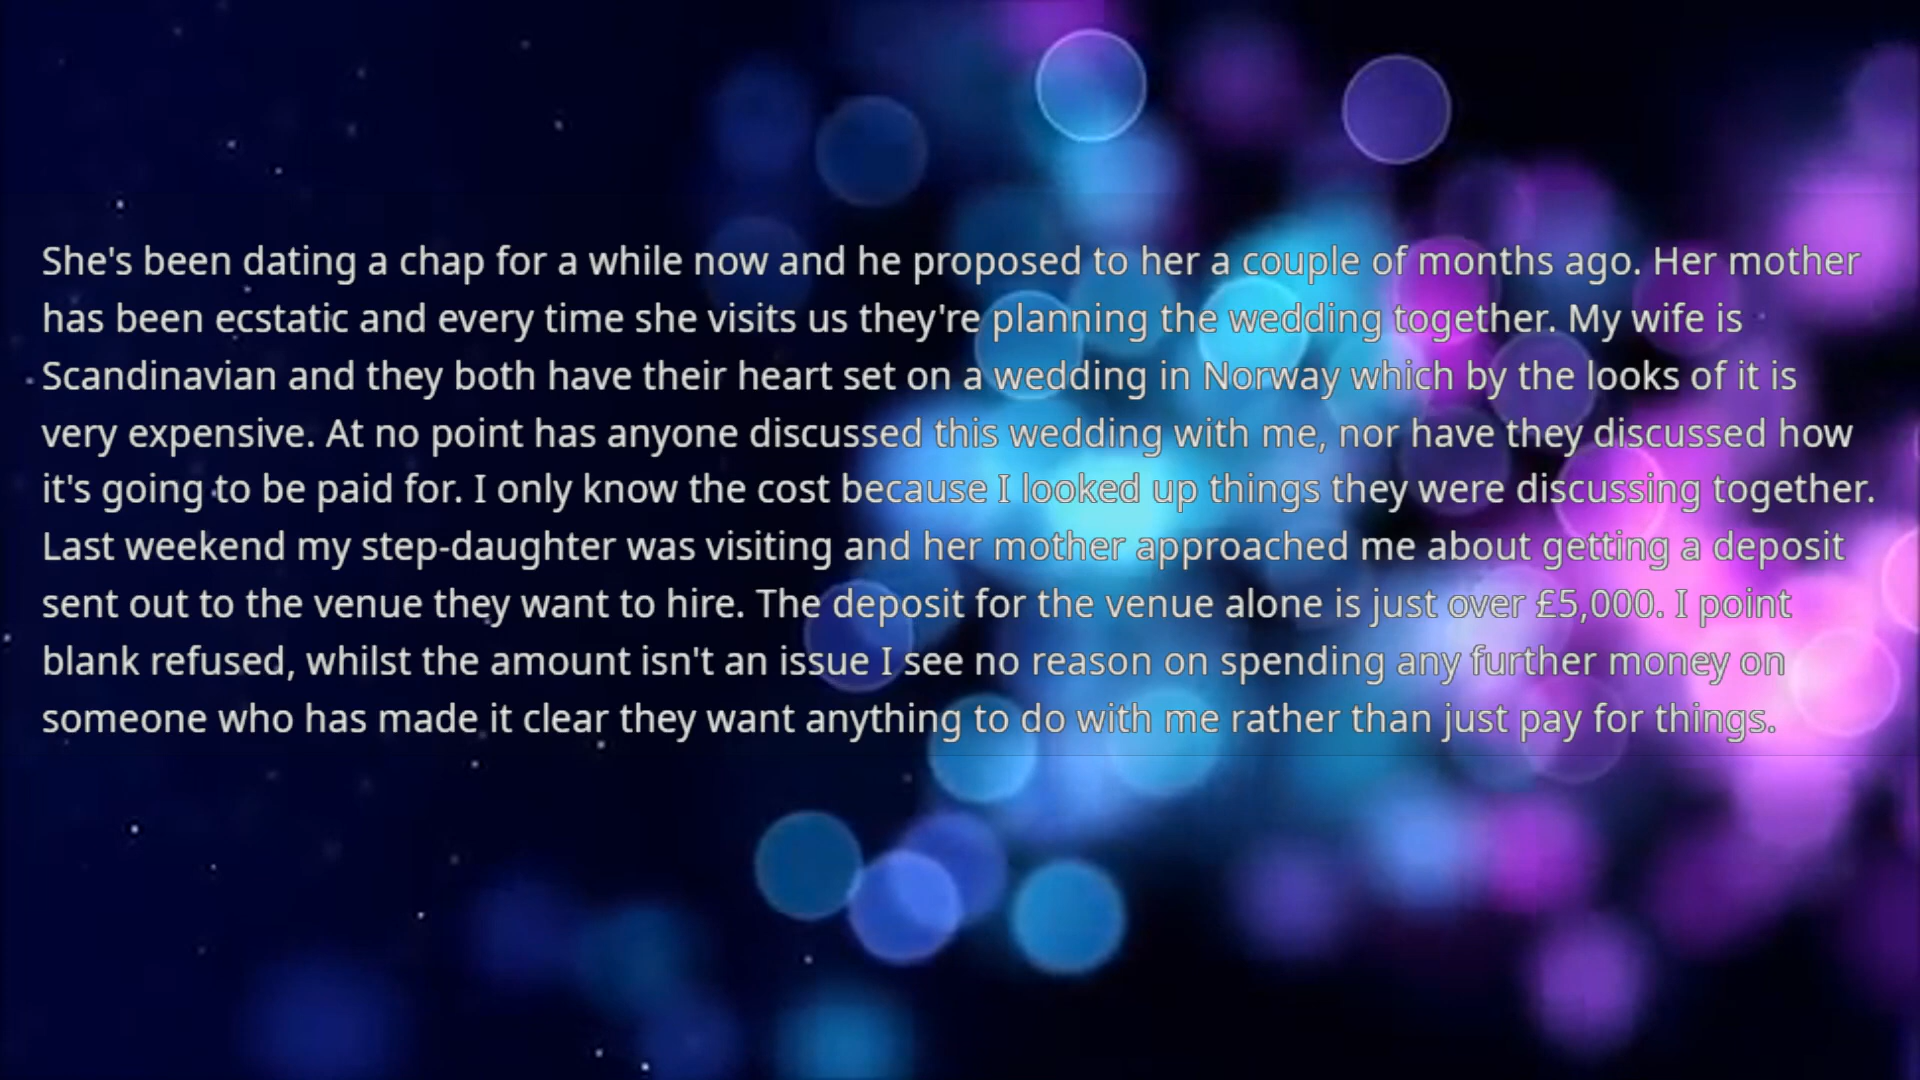 She's been dating a chap for a while now and he proposed to her a couple of months ago. Her mother
has been ecstatic and every time she visits us they're planning the wedding together. My wife is
Scandinavian and they both have their heart set on a wedding in Norway which by the looks of it is
very expensive. At no point has anyone discussed this wedding with me, nor have they discussed how
it's going to be paid for. I only know the cost because I looked up things they were discussing together.
Last weekend my step-daughter was visiting and her mother approached me about getting a deposit
sent out to the venue they want to hire. The deposit for the venue alone is just over £5,000. I point
blank refused, whilst the amount isn't an issue I see no reason on spending any further money on
someone who has made it clear they want anything to do with me rather than just pay for things.